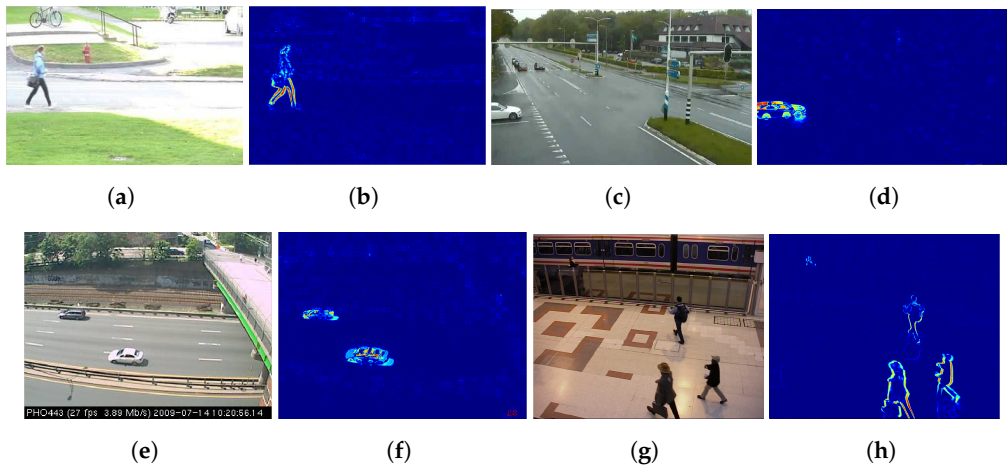 (a) (b) (c) (d)
PHO443 (27 fps 3.89 Mb/s) 2009-07-14 10:20:56.14
(e) (f) (g) (h)